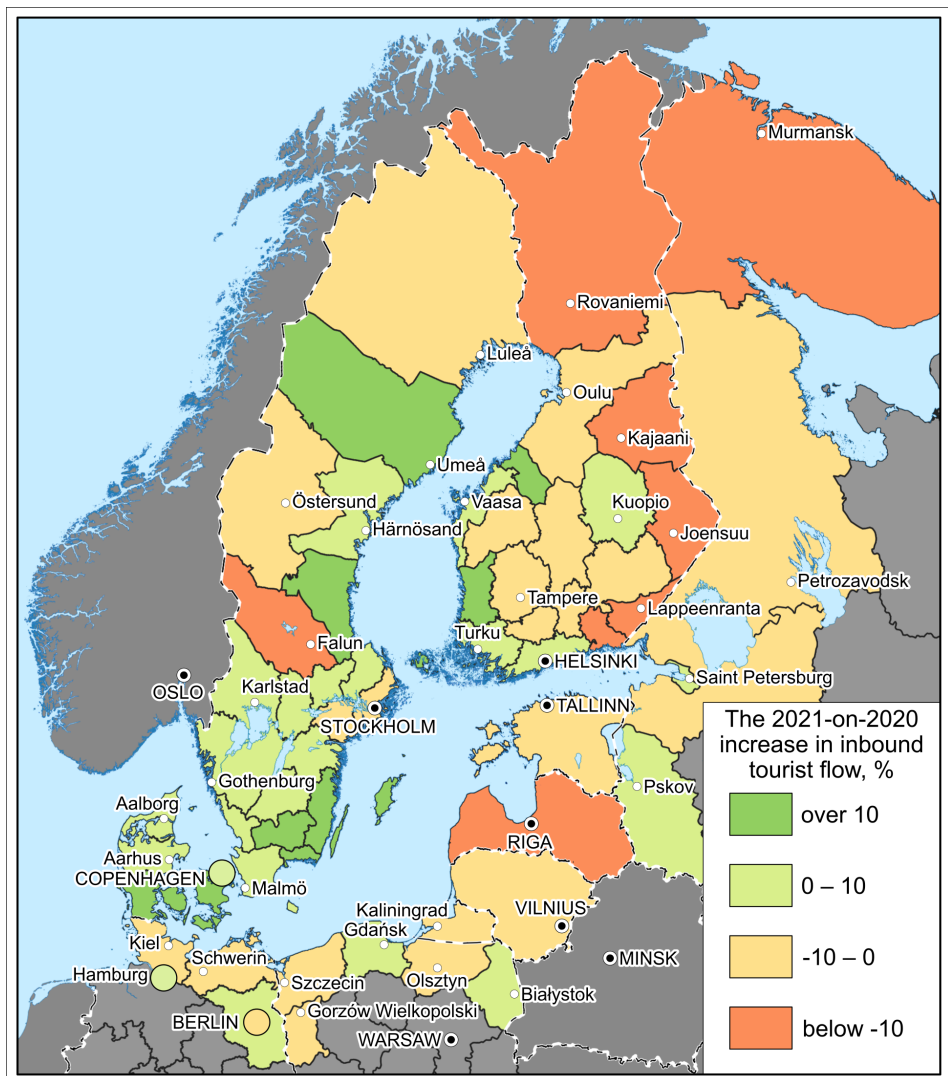 Murmansk
Rovaniemi
Luleå
Oulu
Kajaani
Umeå
Östersund
Vaasa
Kuopio
Härnösand
Joensuu
Petrozavodsk
Tampere
Lappeenranta
Turku
Falun
HELSINKI
OSLO
Karlstad
Saint Petersburg
STOCKHOLM
TALLINN
The 2021-on-2020
increase in inbound
tourist flow, %
over 10
0 – 10
-10 – 0
below -10
Gothenburg
Pskov
Aalborg
RIGA
Aarhus
COPENHAGEN
Malmö
Kaliningrad
VILNIUS
Gdańsk
Kiel
Schwerin
MINSK
Hamburg
Szczecin
Olsztyn
Białystok
Gorzów Wielkopolski
BERLIN
WARSAW